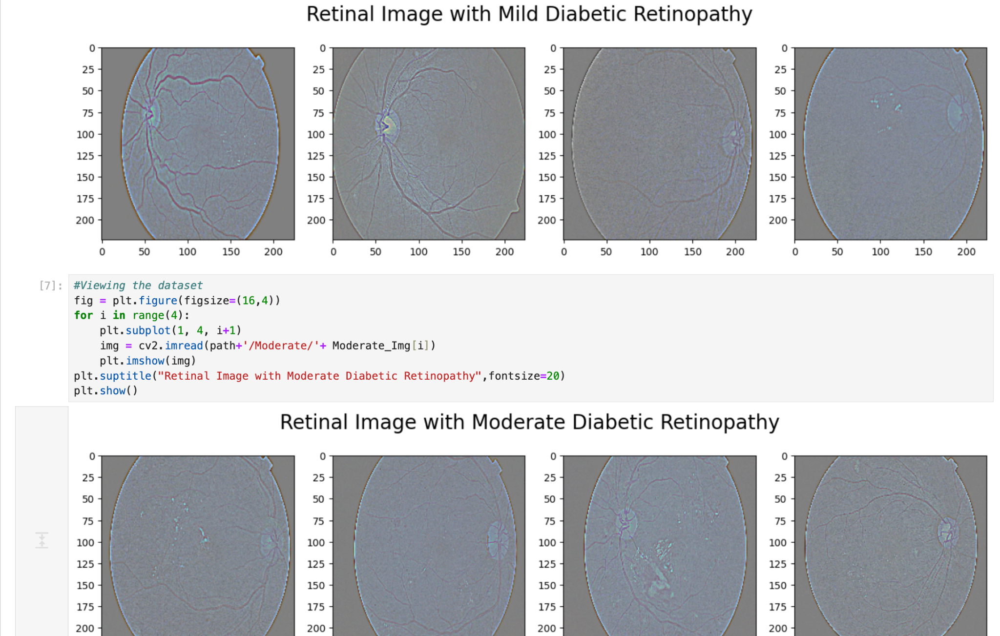 Retinal Image with Mild Diabetic Retinopathy
0 0 0 0
25 25 25 25
50 50 50 50
75 75 75 75
100 100 100 100
125 125 125 125
150 150 150 150
175 175 175 175
200 200 200 200
0 50 100 150 200 0 50 100 150 200 0 50 100 150 200 0 50 100 150 200
[7]: #Viewing the dataset
fig = plt.figure(figsize=(16,4))
for i in range(4):
    plt.subplot(1, 4, i+1)
    img = cv2.imread(path+'/Moderate/'+ Moderate_Img[i])
    plt.imshow(img)
plt.suptitle("Retinal Image with Moderate Diabetic Retinopathy",fontsize=20)
plt.show()
Retinal Image with Moderate Diabetic Retinopathy
0 0 0 0
25 25 25 25
50 50 50 50
75 75 75 75
100 100 100 100
125 125 125 125
150 150 150 150
175 175 175 175
200 200 200 200